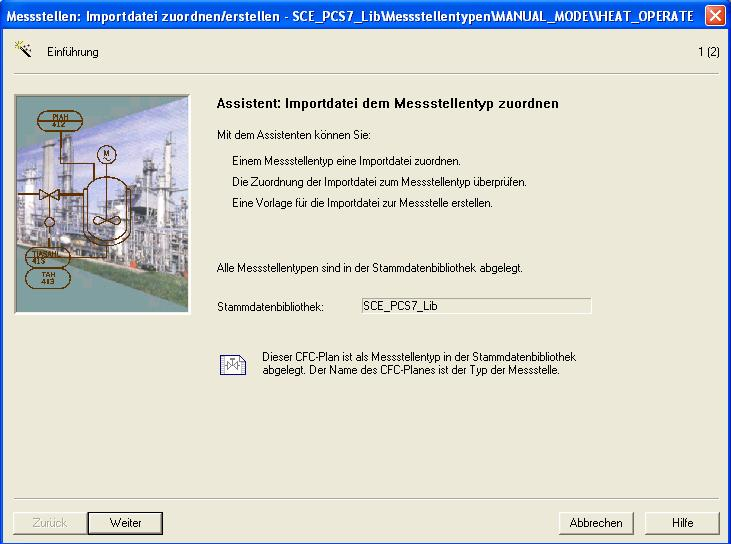 Messstellen: Importdatei zuordnen/erstellen - SCE_PCS7_Lib\Messstellentypen\MANUAL_MODE\\HEAT_OPERATE
Einführung
1 (2)
PIAH
412
M
~
413
TAH
413
Assistent: Importdatei dem Messstellentyp zuordnen
Mit dem Assistenten können Sie:
Einem Messstellentyp eine Importdatei zuordnen.
Die Zuordnung der Importdatei zum Messstellentyp überprüfen.
Eine Vorlage für die Importdatei zur Messstelle erstellen.
Alle Messstellentypen sind in der Stammdatenbibliothek abgelegt.
Stammdatenbibliothek:
SCE_PCS7_Lib
Dieser CFC-Plan ist als Messstellentyp in der Stammdatenbibliothek
abgelegt. Der Name des CFC-Planes ist der Typ der Messstelle.
Zurück
Weiter
Abbrechen
Hilfe